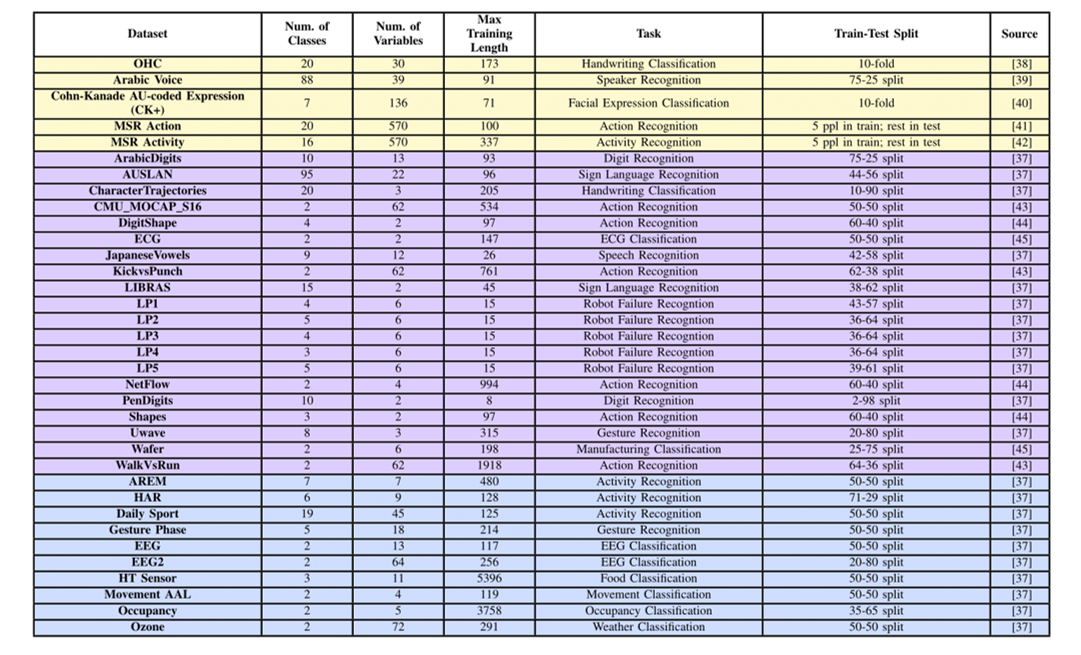 Dataset Num. of Classes Num. of Variables Max Training Length Task Train-Test Split Source
OHC 20 30 173 Handwriting Classification 10-fold [38]
Arabic Voice 88 39 91 Speaker Recognition 75-25 split [39]
Cohn-Kanade AU-coded Expression (CK+) 7 136 71 Facial Expression Classification 10-fold [40]
MSR Action 20 570 100 Action Recognition 5 ppl in train; rest in test [41]
MSR Activity 16 570 337 Activity Recognition 5 ppl in train; rest in test [42]
ArabicDigits 10 13 93 Digit Recognition 75-25 split [37]
AUSLAN 95 22 96 Sign Language Recognition 44-56 split [37]
CharacterTrajectories 20 3 205 Handwriting Classification 10-90 split [37]
CMU_MOCAP_S16 2 62 534 Action Recognition 50-50 split [43]
DigitShape 4 2 97 Action Recognition 60-40 split [44]
ECG 2 2 147 ECG Classification 50-50 split [45]
JapaneseVowels 9 12 26 Speech Recognition 42-58 split [37]
KickvsPunch 2 62 761 Action Recognition 62-38 split [43]
LIBRAS 15 2 45 Sign Language Recognition 38-62 split [37]
LP1 4 6 15 Robot Failure Recogntion 43-57 split [37]
LP2 5 6 15 Robot Failure Recogntion 36-64 split [37]
LP3 4 6 15 Robot Failure Recogntion 36-64 split [37]
LP4 3 6 15 Robot Failure Recogntion 36-64 split [37]
LP5 5 6 15 Robot Failure Recogntion 39-61 split [37]
NetFlow 2 4 994 Action Recognition 60-40 split [44]
PenDigits 10 2 8 Digit Recognition 2-98 split [37]
Shapes 3 2 97 Action Recognition 60-40 split [44]
Uwave 8 3 315 Gesture Recognition 20-80 split [37]
Wafer 2 6 198 Manufacturing Classification 25-75 split [45]
WalkVsRun 2 62 1918 Action Recognition 64-36 split [43]
AREM 7 7 480 Activity Recognition 50-50 split [37]
HAR 6 9 128 Activity Recognition 71-29 split [37]
Daily Sport 19 45 125 Activity Recognition 50-50 split [37]
Gesture Phase 5 18 214 Gesture Recognition 50-50 split [37]
EEG 2 13 117 EEG Classification 50-50 split [37]
EEG2 2 64 256 EEG Classification 20-80 split [37]
HT Sensor 3 11 5396 Food Classification 50-50 split [37]
Movement AAL 2 4 119 Movement Classification 50-50 split [37]
Occupancy 2 5 3758 Occupancy Classification 35-65 split [37]
Ozone 2 72 291 Weather Classification 50-50 split [37]